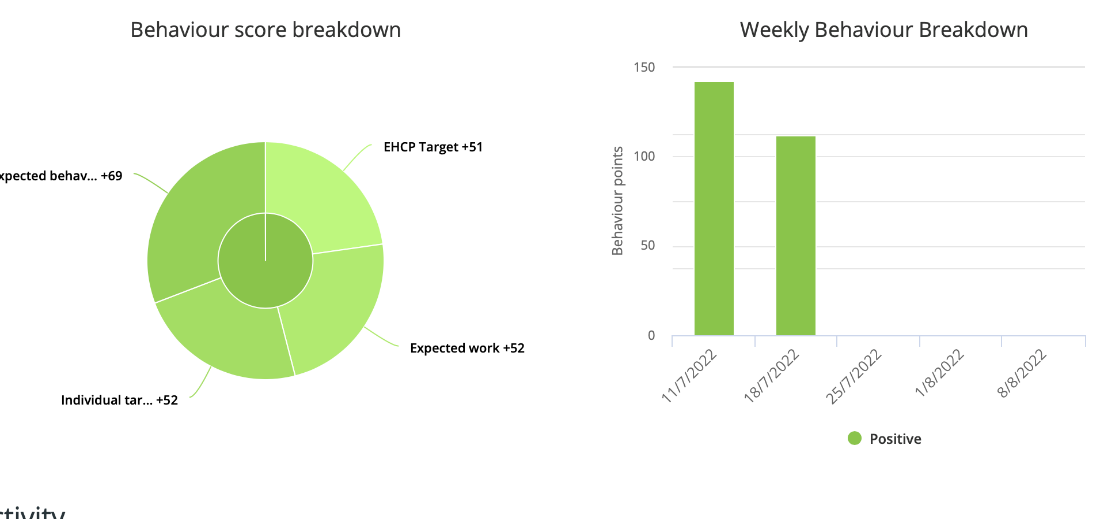 Behaviour score breakdown
EHCP Target +51
xpected behav... +69
Expected work +52
Individual tar... +52
Weekly Behaviour Breakdown
150
100
50
0
Behaviour points
11/7/2022
18/7/2022
25/7/2022
1/8/2022
8/8/2022
Positive
ctivity